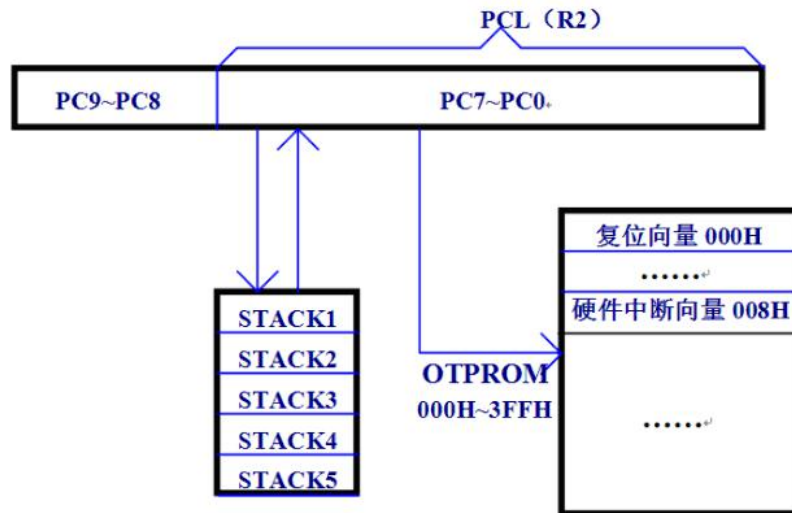 PCL（R2）
PC9~PC8
PC7~PC0
复位向量 000H
……
硬件中断向量 008H
……
STACK1
STACK2
STACK3
STACK4
STACK5
OTPROM
000H~3FFH